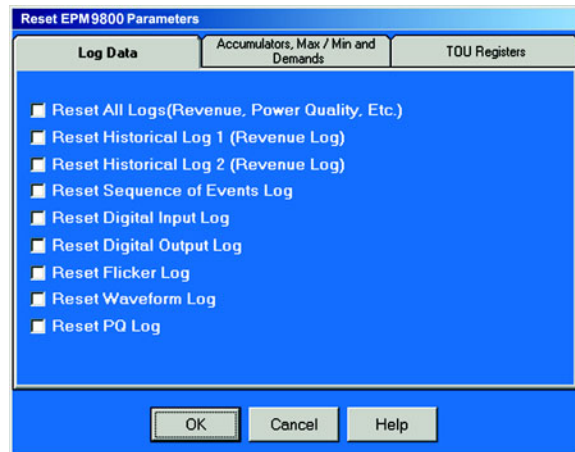 Reset EPM9800 Parameters
Log Data
Accumulators, Max / Min and
Demands
TOU Registers
Reset All Logs(Revenue, Power Quality, Etc.)
Reset Historical Log 1 (Revenue Log)
Reset Historical Log 2 (Revenue Log)
Reset Sequence of Events Log
Reset Digital Input Log
Reset Digital Output Log
Reset Flicker Log
Reset Waveform Log
Reset PQ Log
OK
Cancel
Help